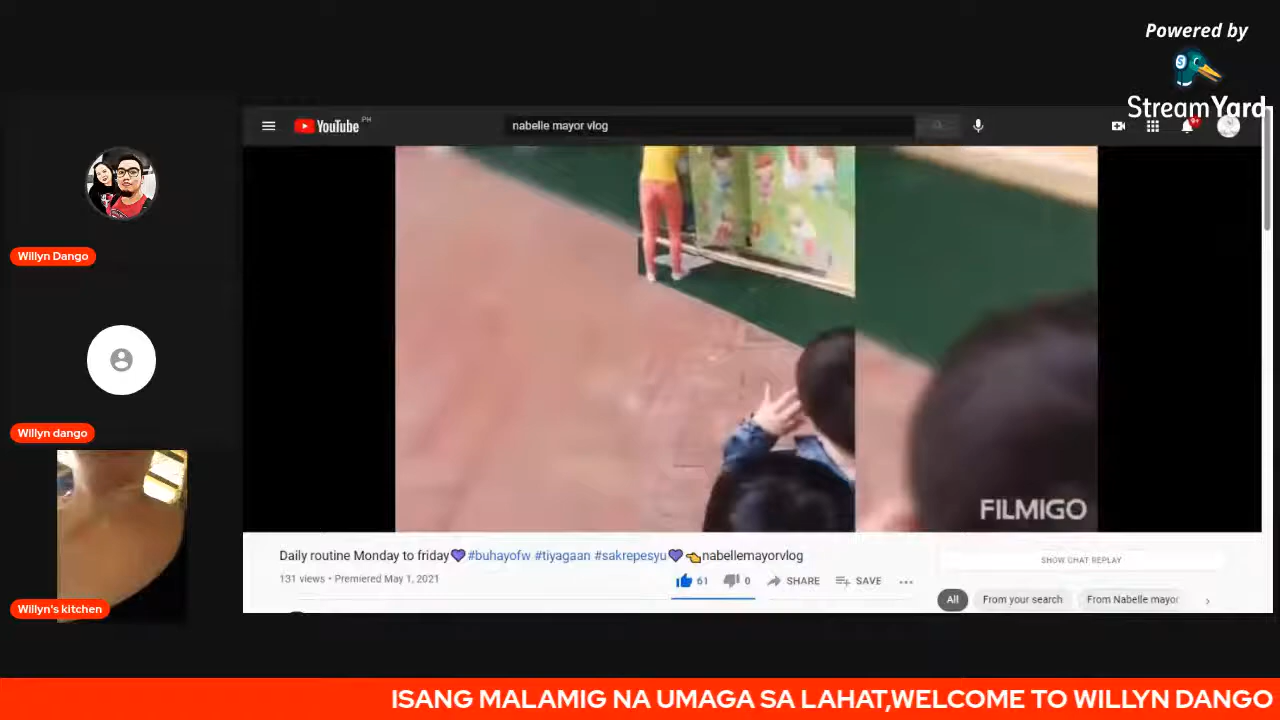 Powered by
StreamYard
YouTube PH
nabelle mayor vlog
9+
Willyn Dango
Willyn dango
Willyn's kitchen
FILMIGO
Daily routine Monday to friday💜#buhayofw #tiyagaan #sakrepesyu💜👉nabellemayorvlog
131 views • Premiered May 1, 2021
61
0
SHARE
SAVE
SHOW CHAT REPLAY
All
From your search
From Nabelle mayor
ISANG MALAMIG NA UMAGA SA LAHAT,WELCOME TO WILLYN DANGO